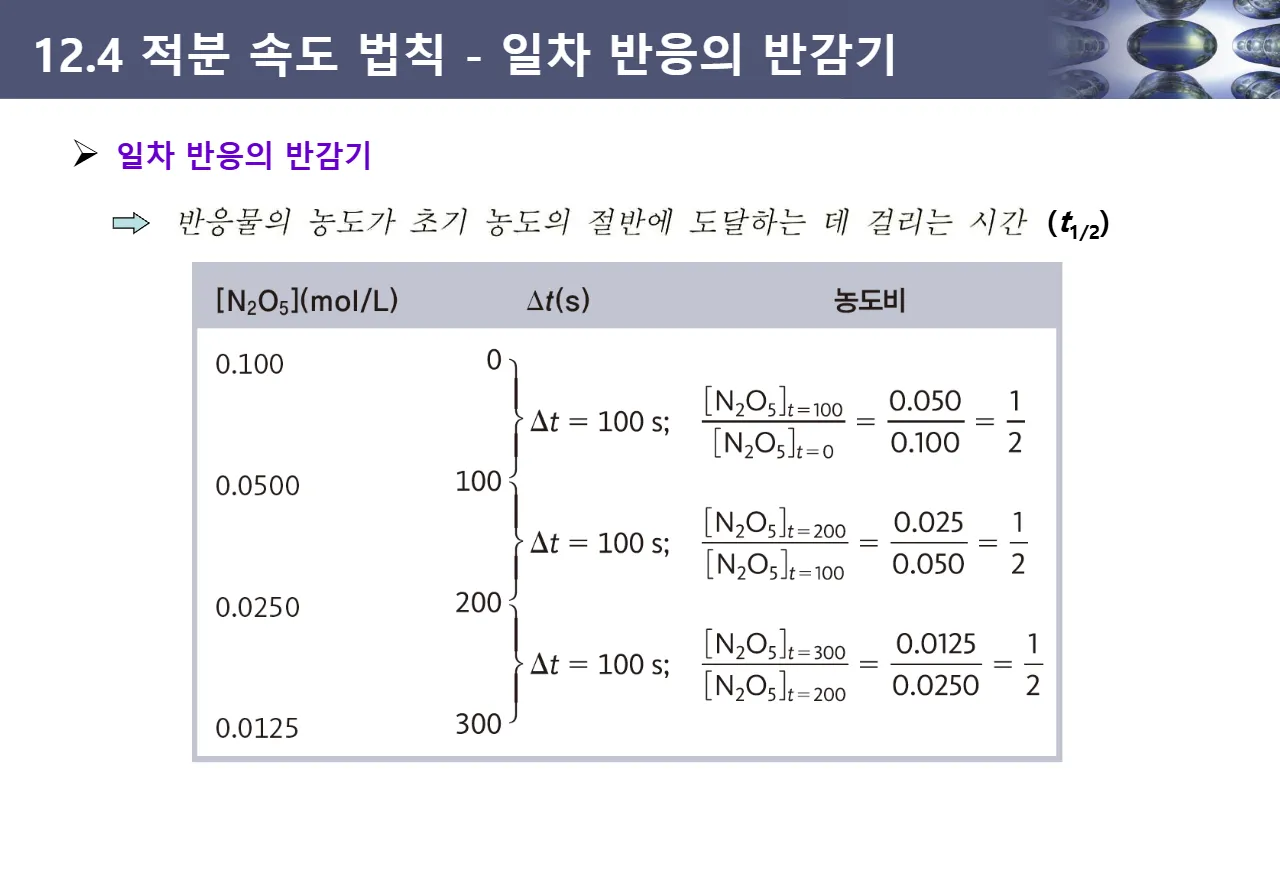 12.4 적분 속도 법칙 - 일차 반응의 반감기
➢ 일차 반응의 반감기
⇨ 반응물의 농도가 초기 농도의 절반에 도달하는 데 걸리는 시간 (t1/2)
[N₂O₅](mol/L) Δt(s) 농도비
0.100 0
Δt = 100 s; [N₂O₅]t=100 / [N₂O₅]t=0 = 0.050 / 0.100 = 1 / 2
0.0500 100
Δt = 100 s; [N₂O₅]t=200 / [N₂O₅]t=100 = 0.025 / 0.050 = 1 / 2
0.0250 200
Δt = 100 s; [N₂O₅]t=300 / [N₂O₅]t=200 = 0.0125 / 0.0250 = 1 / 2
0.0125 300